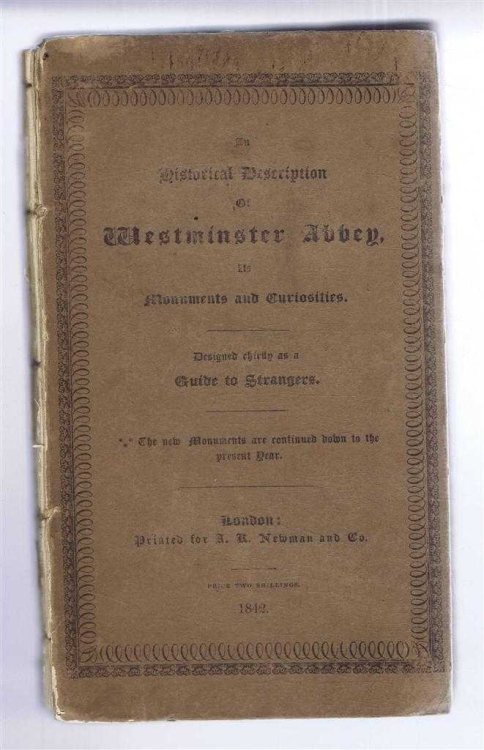 An
Historical Description
Of
Westminster Abbey,
its
Monuments and Curiosities.
Designed chiefly as a
Guide to Strangers.
⁂ The new Monuments are continued down to the
present Year.
London:
Printed for A. K. Newman and Co.
PRICE TWO SHILLINGS.
1842.